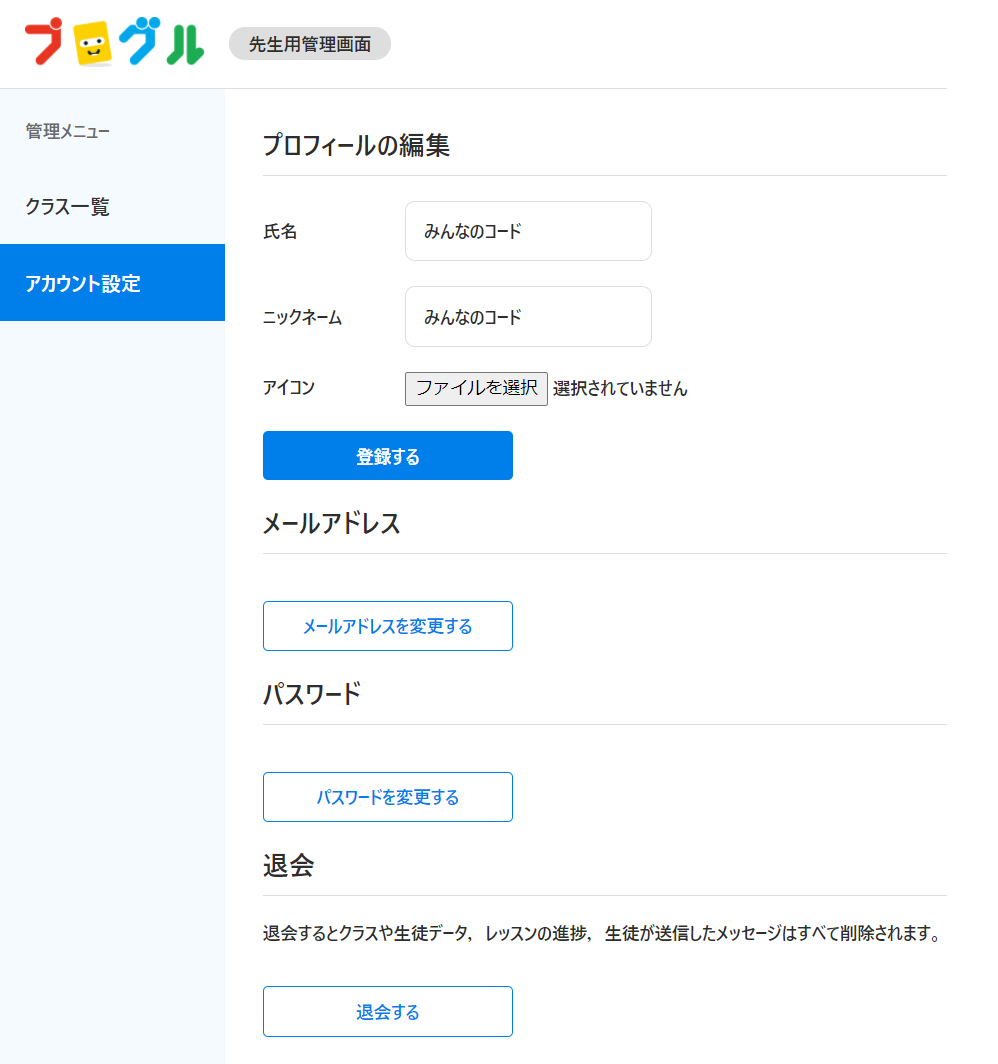 プログル 先生用管理画面
管理メニュー
クラス一覧
アカウント設定
プロフィールの編集
氏名 みんなのコード
ニックネーム みんなのコード
アイコン ファイルを選択 選択されていません
登録する
メールアドレス
メールアドレスを変更する
パスワード
パスワードを変更する
退会
退会するとクラスや生徒データ，レッスンの進捗，生徒が送信したメッセージはすべて削除されます。
退会する